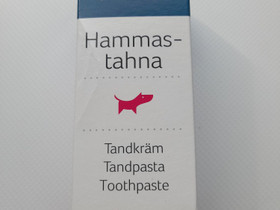 Hammas-
tahna
Tandkräm
Tandpasta
Toothpaste